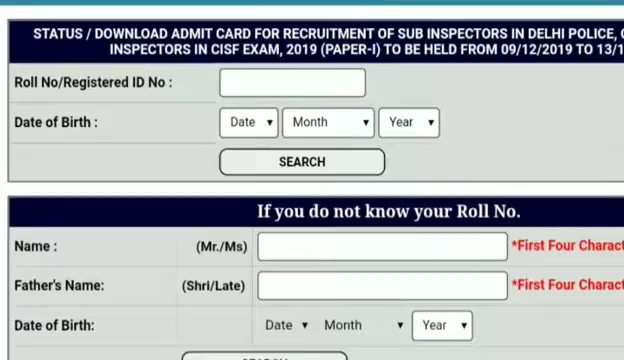 STATUS / DOWNLOAD ADMIT CARD FOR RECRUITMENT OF SUB INSPECTORS IN DELHI POLICE,
INSPECTORS IN CISF EXAM, 2019 (PAPER-I) TO BE HELD FROM 09/12/2019 TO 13/1
Roll No/Registered ID No :
Date of Birth : Date Month Year
SEARCH
If you do not know your Roll No.
Name : (Mr./Ms) *First Four Charact
Father's Name: (Shri/Late) *First Four Charact
Date of Birth: Date Month Year